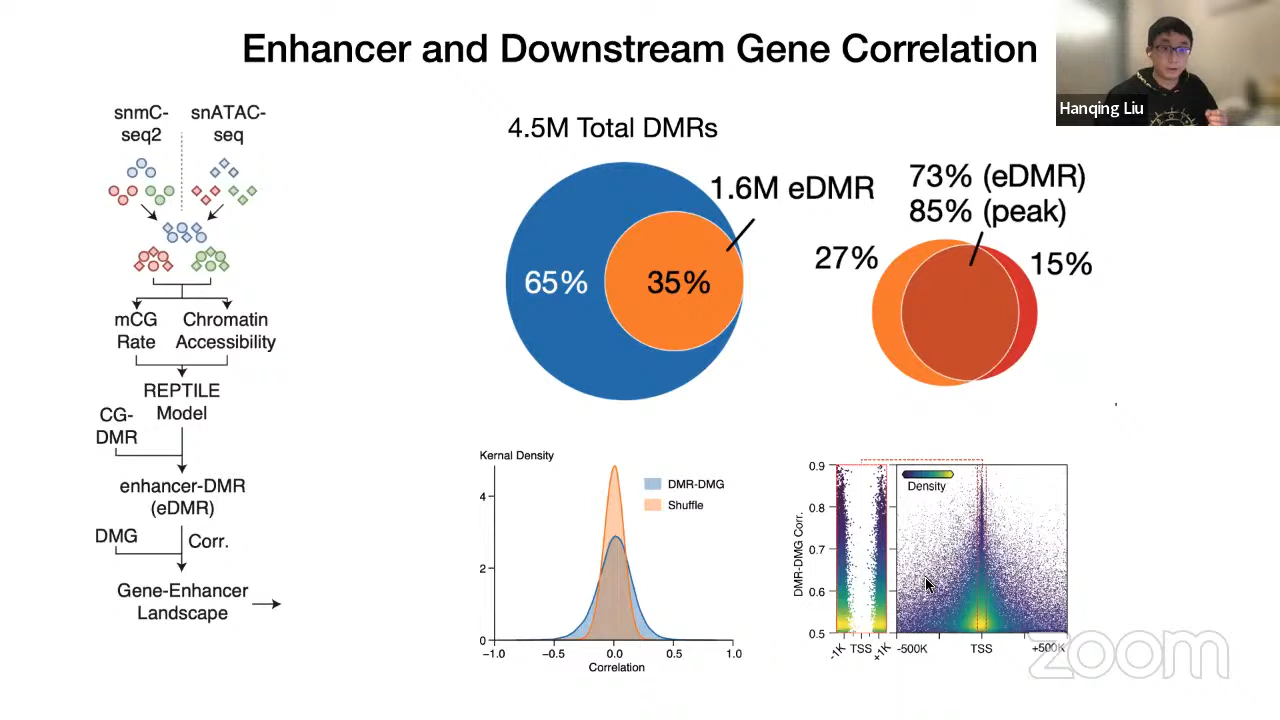 Enhancer and Downstream Gene Correlation
Hanqing Liu
snmC-
seq2
snATAC-
seq
mCG
Rate
Chromatin
Accessibility
REPTILE
Model
CG-
DMR
enhancer-DMR
(eDMR)
DMG
Corr.
Gene-Enhancer
Landscape
4.5M Total DMRs
1.6M eDMR
65%
35%
73% (eDMR)
85% (peak)
27%
15%
Kernal Density
4
2
0
-1.0
-0.5
0.0
0.5
1.0
Correlation
DMR-DMG
Shuffle
DMR-DMG Corr.
0.9
0.8
0.7
0.6
0.5
Density
-1K
TSS
+1K
-500K
TSS
+500K
zoom